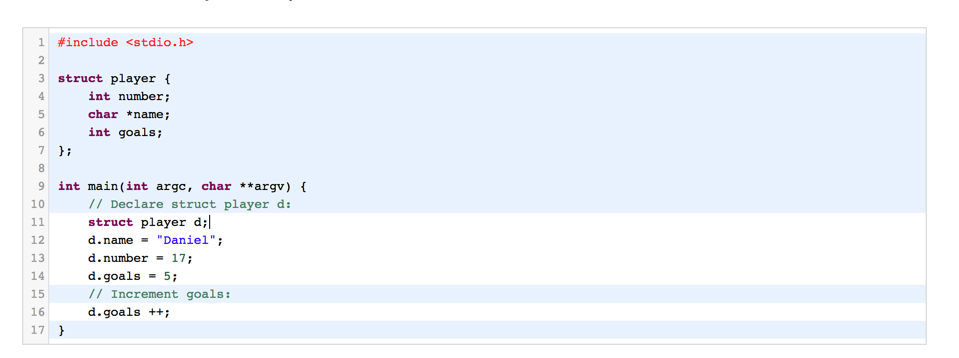 1 #include <stdio.h>
2
3 struct player {
4     int number;
5     char *name;
6     int goals;
7 };
8
9 int main(int argc, char **argv) {
10     // Declare struct player d:
11     struct player d;
12     d.name = "Daniel";
13     d.number = 17;
14     d.goals = 5;
15     // Increment goals:
16     d.goals ++;
17 }